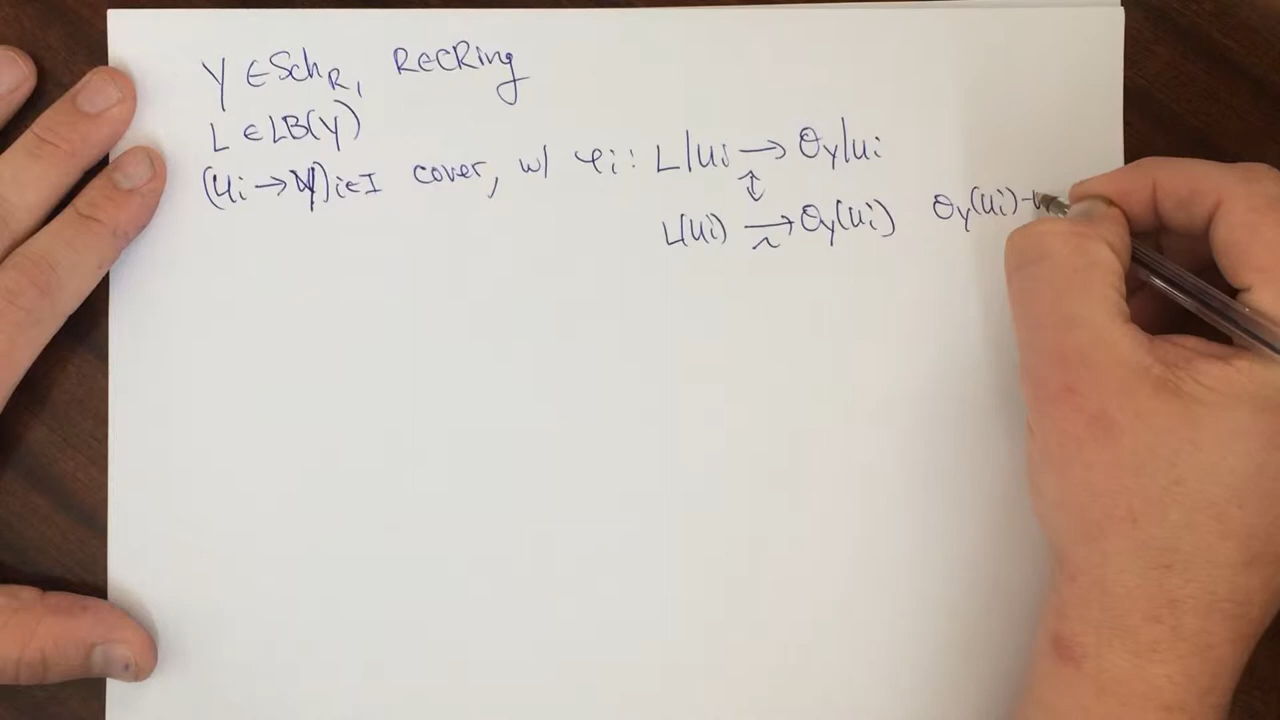 Y ∈ Sch_R, R ∈ CRing
L ∈ LB(Y)
(Ui → Y)i∈I cover, w/ φi: L|Ui → O_Y|Ui
↕
L(Ui) →~ O_Y(Ui) O_Y(Ui)-